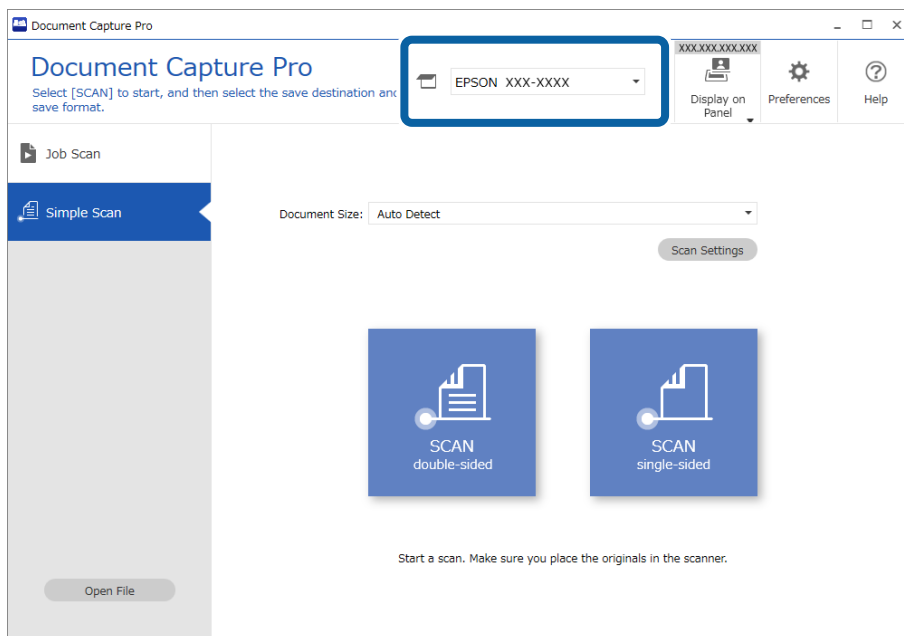 Document Capture Pro
Document Capture Pro
Select [SCAN] to start, and then select the save destination and
save format.
EPSON XXX-XXXX
XXX.XXX.XXX.XXX
Display on
Panel
Preferences
Help
Job Scan
Simple Scan
Document Size: Auto Detect
Scan Settings
SCAN
double-sided
SCAN
single-sided
Start a scan. Make sure you place the originals in the scanner.
Open File